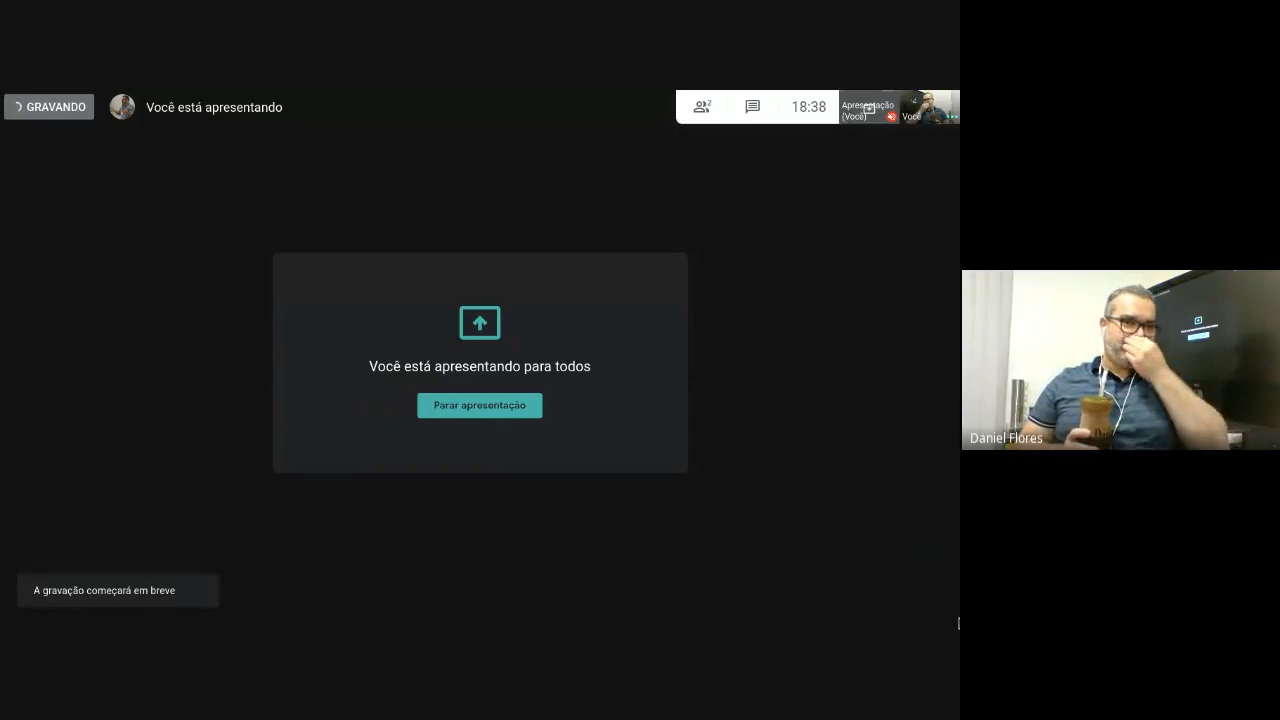 GRAVANDO
Você está apresentando
2
18:38
Apresentação
(Você)
Você
Você está apresentando para todos
Parar apresentação
Daniel Flores
A gravação começará em breve